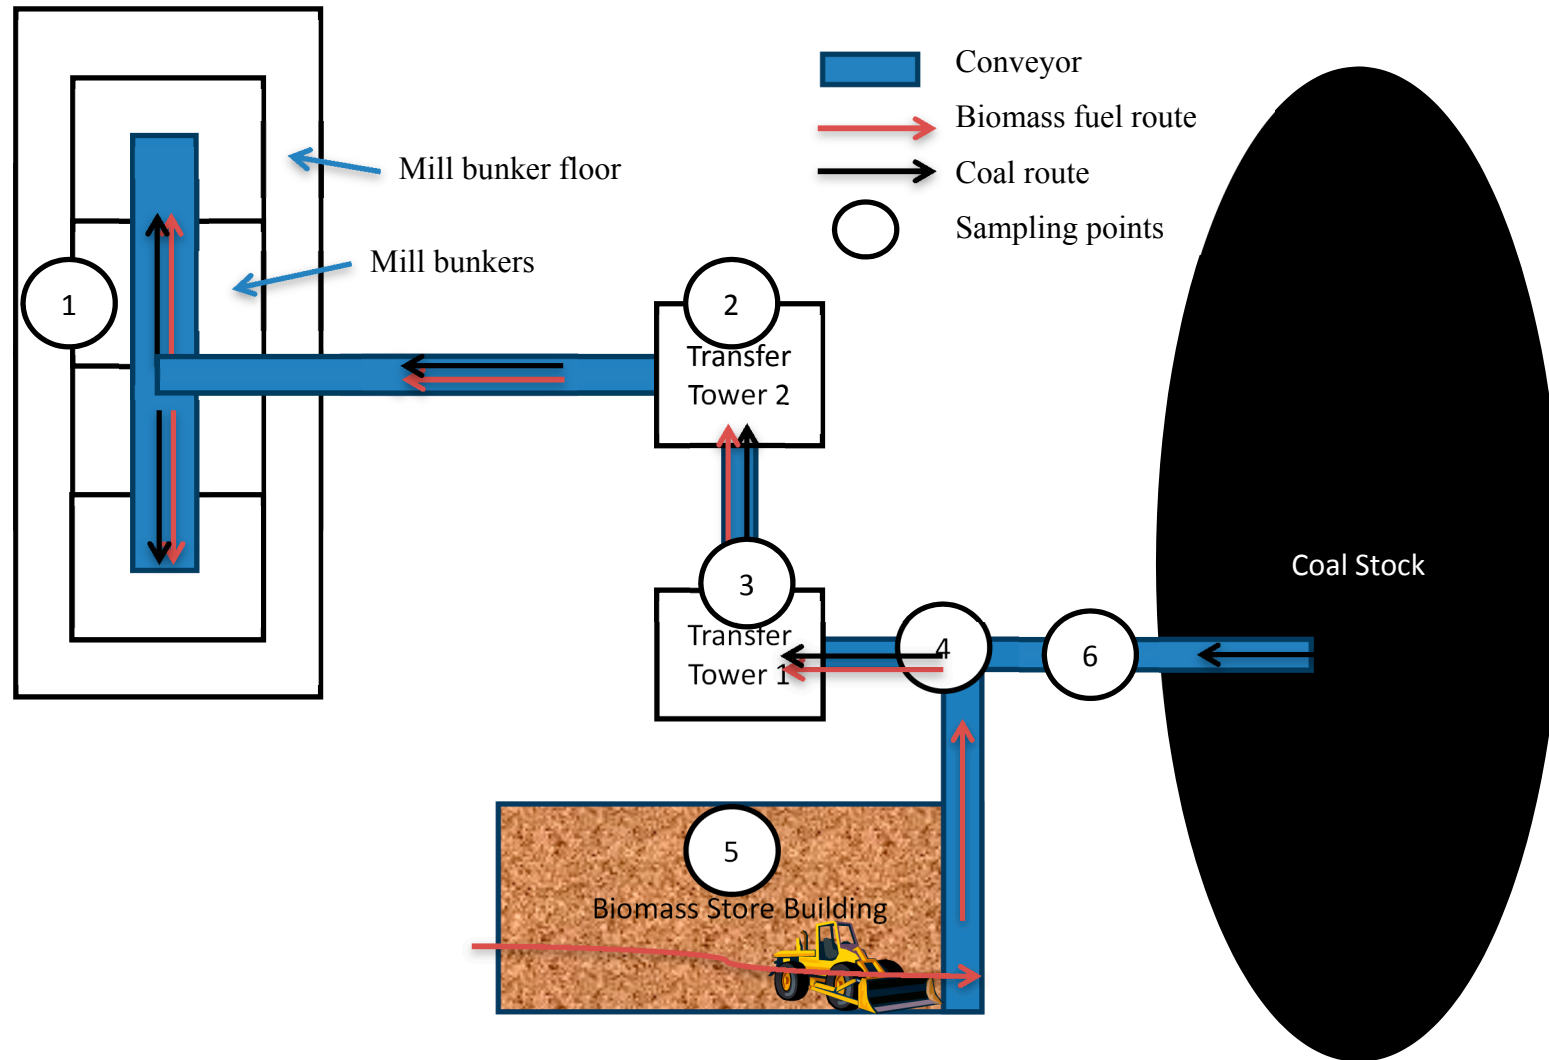 Conveyor
Biomass fuel route
Coal route
Sampling points
Mill bunker floor
Mill bunkers
1
2
Transfer
Tower 2
3
Transfer
Tower 1
4
6
Coal Stock
5
Biomass Store Building